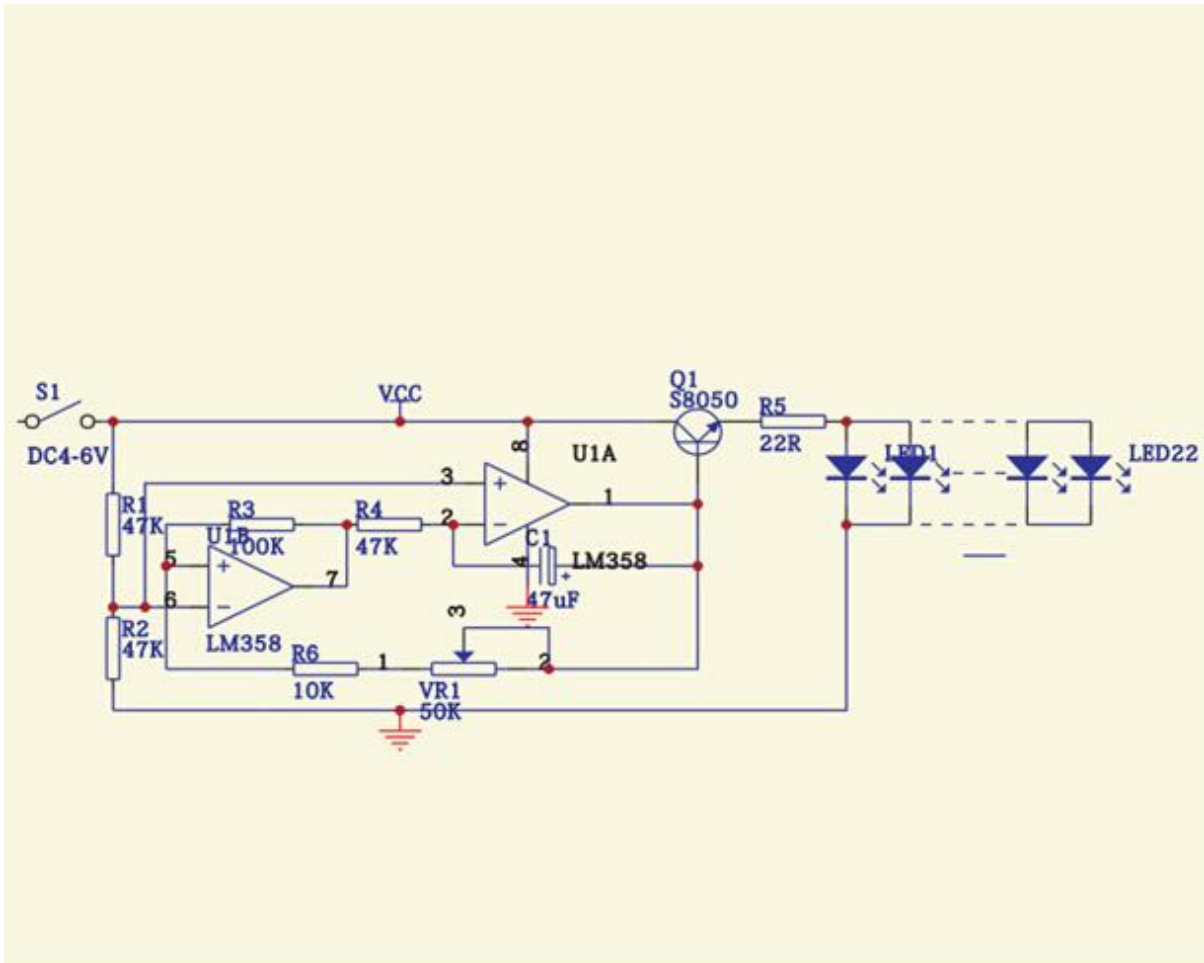 S1
DC4-6V
VCC
Q1
S8050
R5
22R
LED1
LED22
8
U1A
3
1
2
R1
47K
R3
100K
R4
47K
U1B
5
7
6
LM358
4
C1
LM358
47uF
R2
47K
3
R6
10K
1
2
VR1
50K